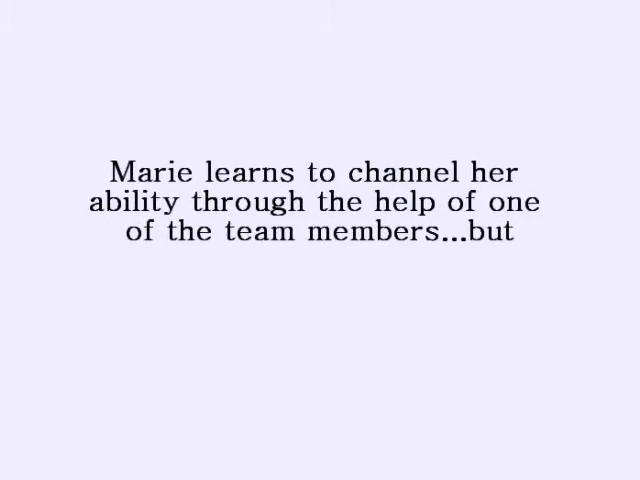 Marie learns to channel her
ability through the help of one
of the team members...but